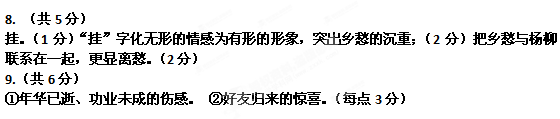 8. （共 5 分）
挂。（1 分）“挂”字化无形的情感为有形的形象，突出乡愁的沉重；（2 分）把乡愁与杨柳
联系在一起，更显离愁。（2 分）
9.（共 6 分）
①年华已逝、功业未成的伤感。 ②好友归来的惊喜。（每点 3 分）